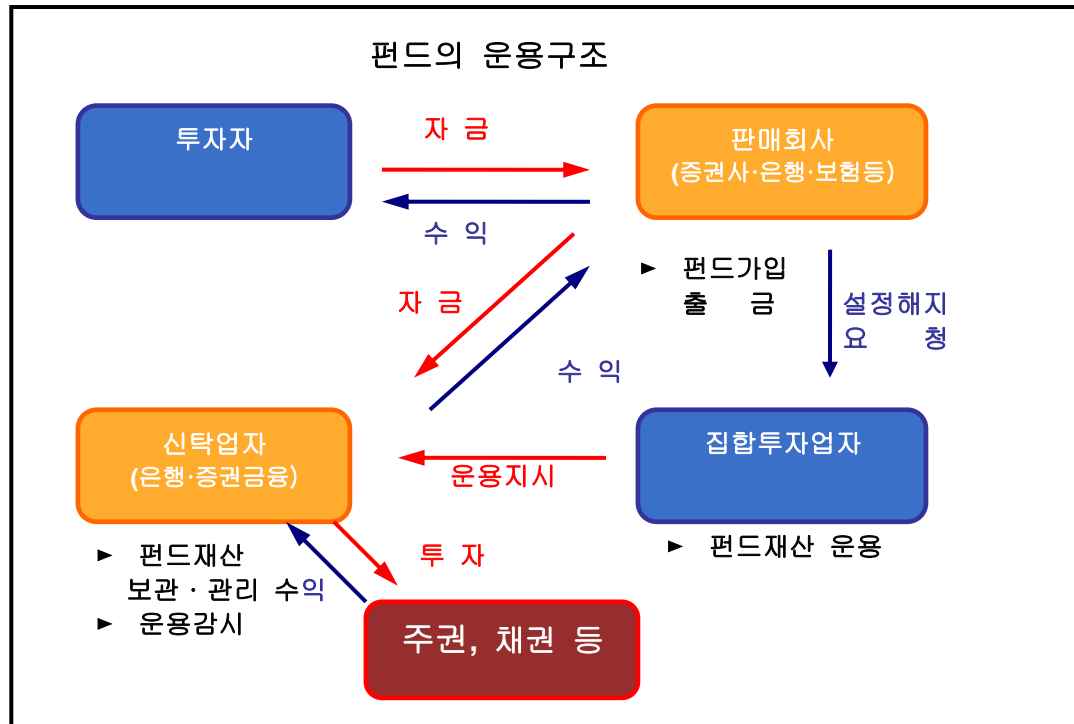 펀드의 운용구조
투자자
자 금
판매회사
(증권사·은행·보험등)
수 익
► 펀드가입
출 금
자 금
설정해지
요 청
수 익
신탁업자
(은행·증권금융)
집합투자업자
운용지시
► 펀드재산
보관·관리 수익
► 운용감시
투 자
► 펀드재산 운용
주권, 채권 등